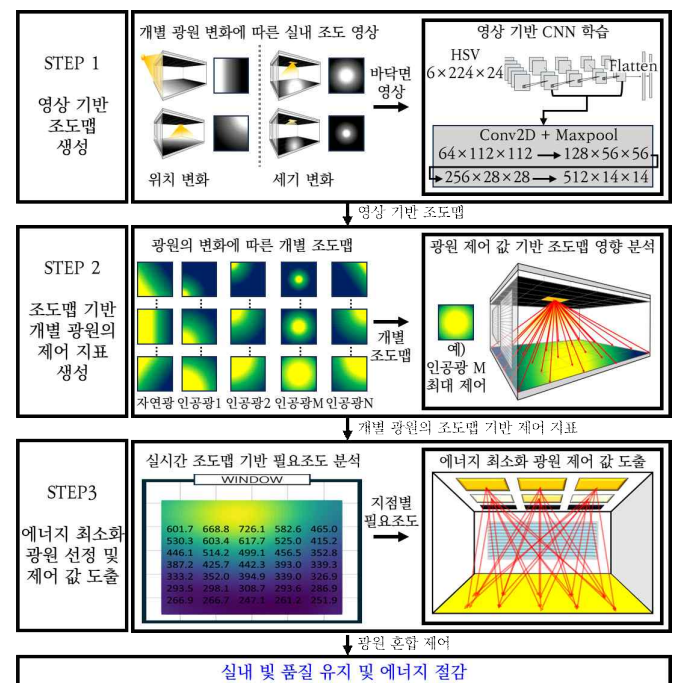 STEP 1
영상 기반
조도맵
생성
개별 광원 변화에 따른 실내 조도 영상
위치 변화
세기 변화
바닥면
영상
영상 기반 CNN 학습
HSV
6×224×24
Flatten
Conv2D + Maxpool
64×112×112 → 128×56×56
256×28×28 → 512×14×14
영상 기반 조도맵
STEP 2
조도맵 기반
개별 광원의
제어 지표
생성
광원의 변화에 따른 개별 조도맵
자연광 인공광1 인공광2 인공광M 인공광N
개별
조도맵
광원 제어 값 기반 조도맵 영향 분석
예)
인공광 M
최대 제어
개별 광원의 조도맵 기반 제어 지표
STEP3
에너지 최소화
광원 선정 및
제어 값 도출
실시간 조도맵 기반 필요조도 분석
WINDOW
601.7 668.8 726.1 582.6 465.0
530.3 603.4 617.7 525.0 415.2
446.1 514.2 499.1 456.5 352.8
387.2 425.7 442.3 393.0 339.3
333.2 352.0 394.9 339.0 326.9
293.5 298.1 308.7 293.6 286.9
266.9 266.7 247.1 261.2 251.9
지점별
필요조도
에너지 최소화 광원 제어 값 도출
광원 혼합 제어
실내 빛 품질 유지 및 에너지 절감